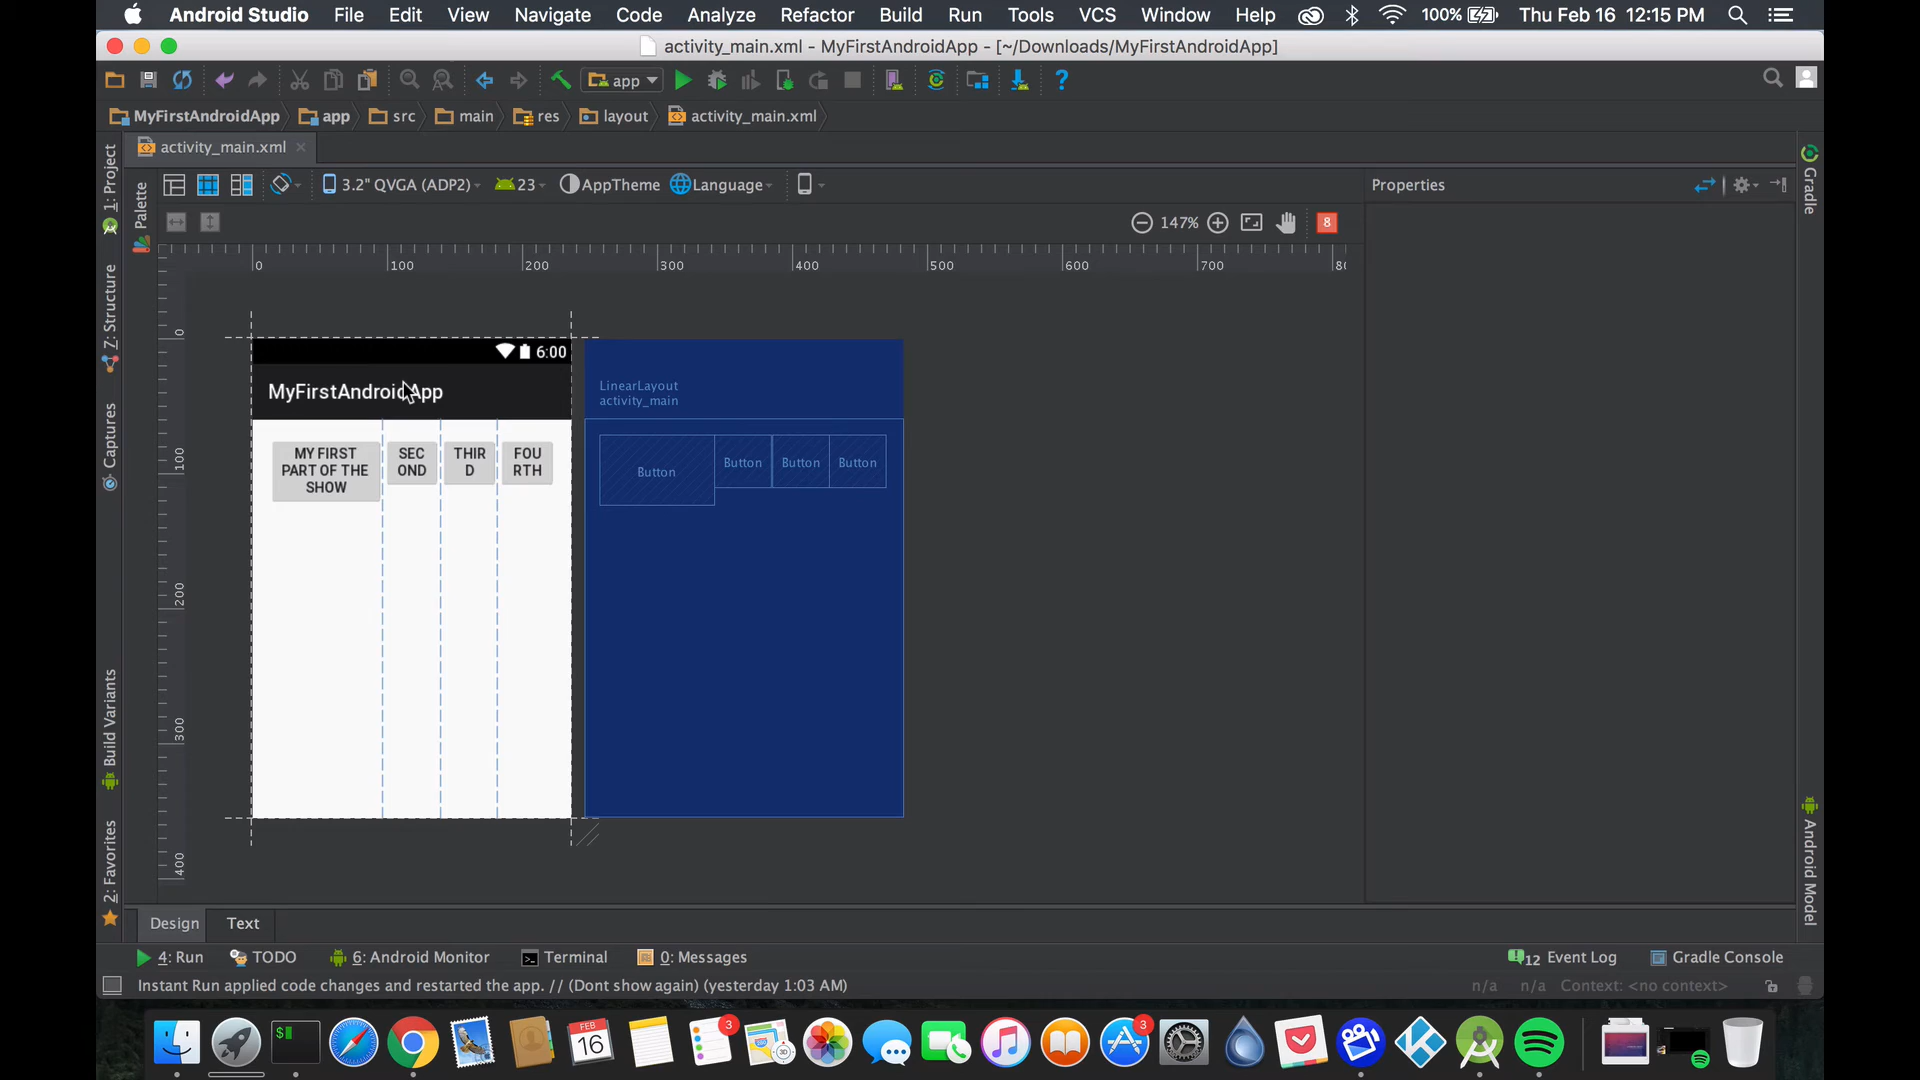 Android Studio File Edit View Navigate Code Analyze Refactor Build Run Tools VCS Window Help 100% Thu Feb 16 12:15 PM
activity_main.xml - MyFirstAndroidApp - [~/Downloads/MyFirstAndroidApp]
app
MyFirstAndroidApp app src main res layout activity_main.xml
activity_main.xml
3.2" QVGA (ADP2) 23 AppTheme Language
Properties
147% 8
0 100 200 300 400 500 600 700
6:00
MyFirstAndroidApp
MY FIRST
PART OF THE
SHOW
SEC
OND
THIR
D
FOU
RTH
LinearLayout
activity_main
Button
Button
Button
Button
0
100
200
300
400
1: Project
Palette
7: Structure
Captures
Build Variants
2: Favorites
Gradle
Android Model
Design Text
4: Run TODO 6: Android Monitor Terminal 0: Messages 12 Event Log Gradle Console
Instant Run applied code changes and restarted the app. // (Dont show again) (yesterday 1:03 AM) n/a n/a Context: <no context>
$
FEB
16
3
3